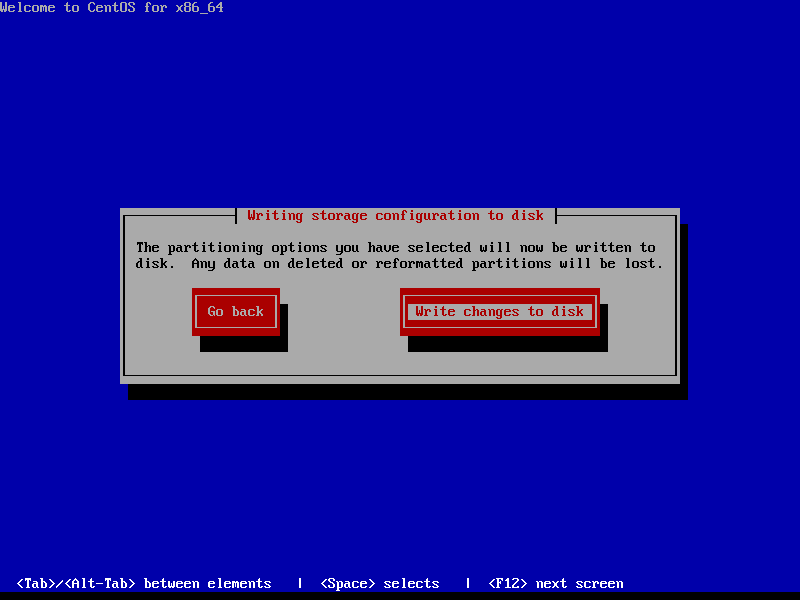 Welcome to CentOS for x86_64
Writing storage configuration to disk
The partitioning options you have selected will now be written to
disk.  Any data on deleted or reformatted partitions will be lost.
Go back
Write changes to disk
<Tab>/<Alt-Tab> between elements   |  <Space> selects   |  <F12> next screen